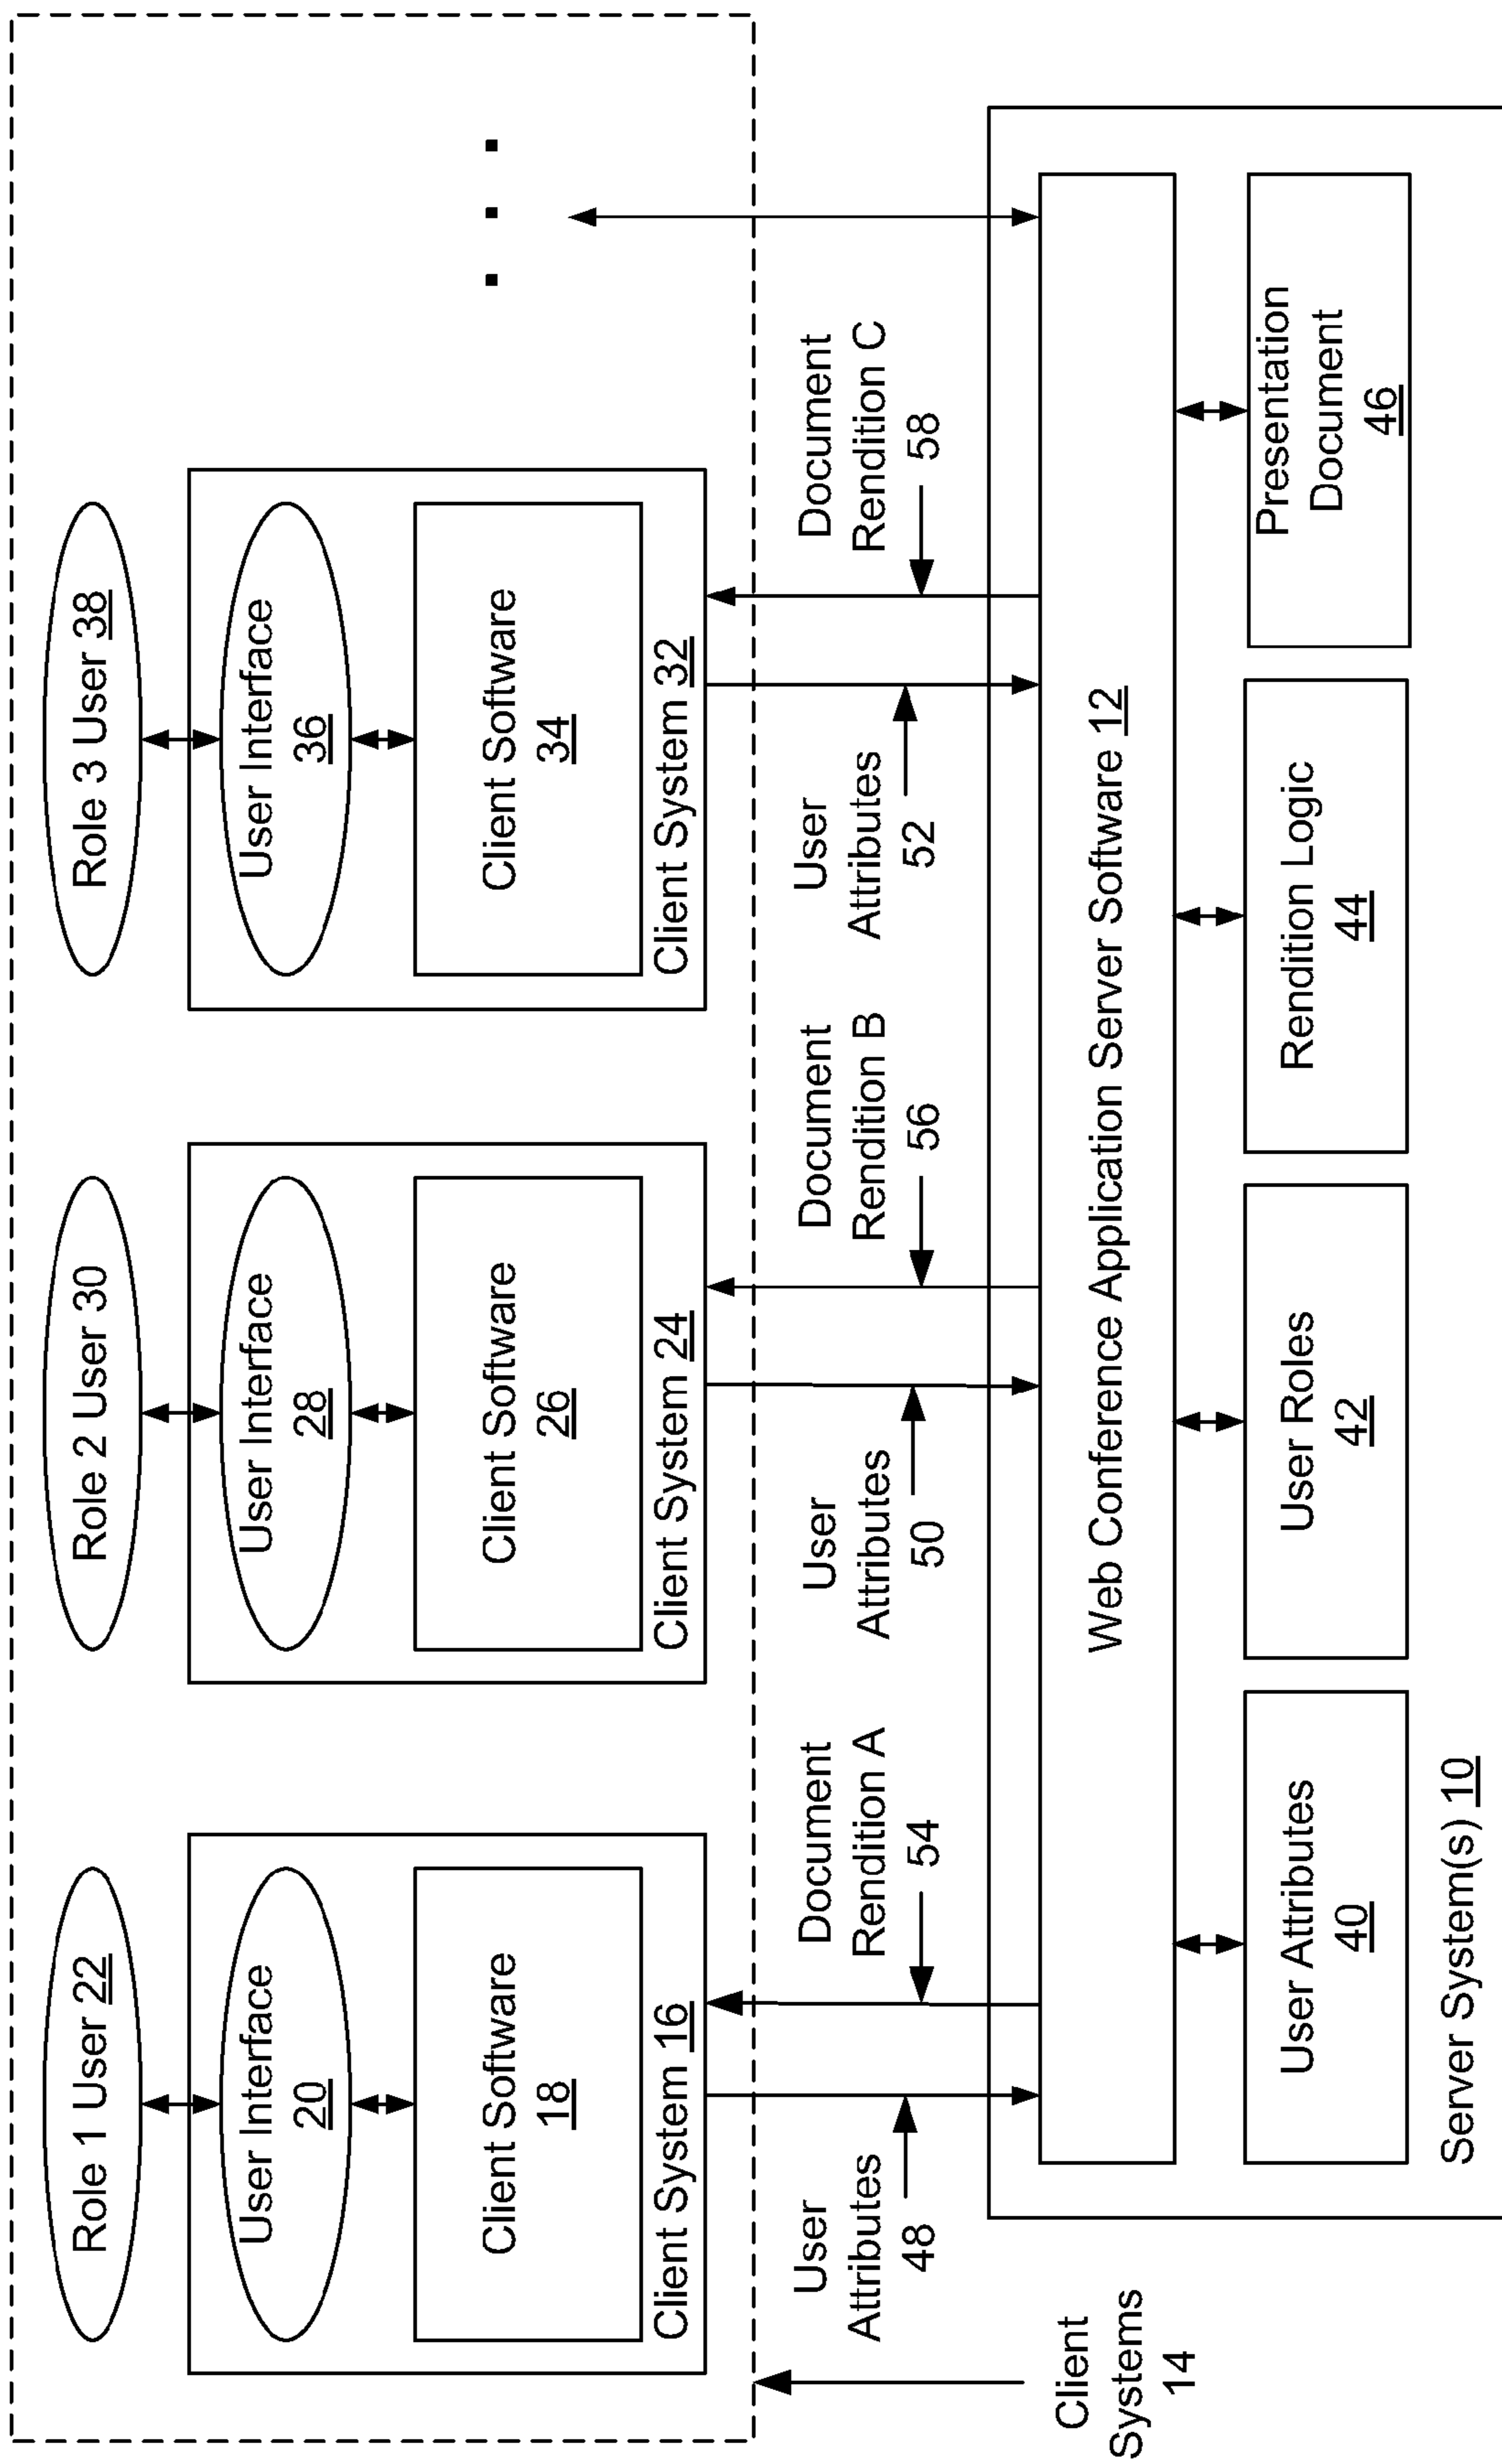 Role 1 User 22
User Interface
20
Client Software
18
Client System 16
Role 2 User 30
User Interface
28
Client Software
26
Client System 24
Role 3 User 38
User Interface
36
Client Software
34
Client System 32
. . .
User
Attributes
48
Document
Rendition A
54
User
Attributes
50
Document
Rendition B
56
User
Attributes
52
Document
Rendition C
58
Client
Systems
14
Web Conference Application Server Software 12
User Attributes
40
User Roles
42
Rendition Logic
44
Presentation
Document
46
Server System(s) 10